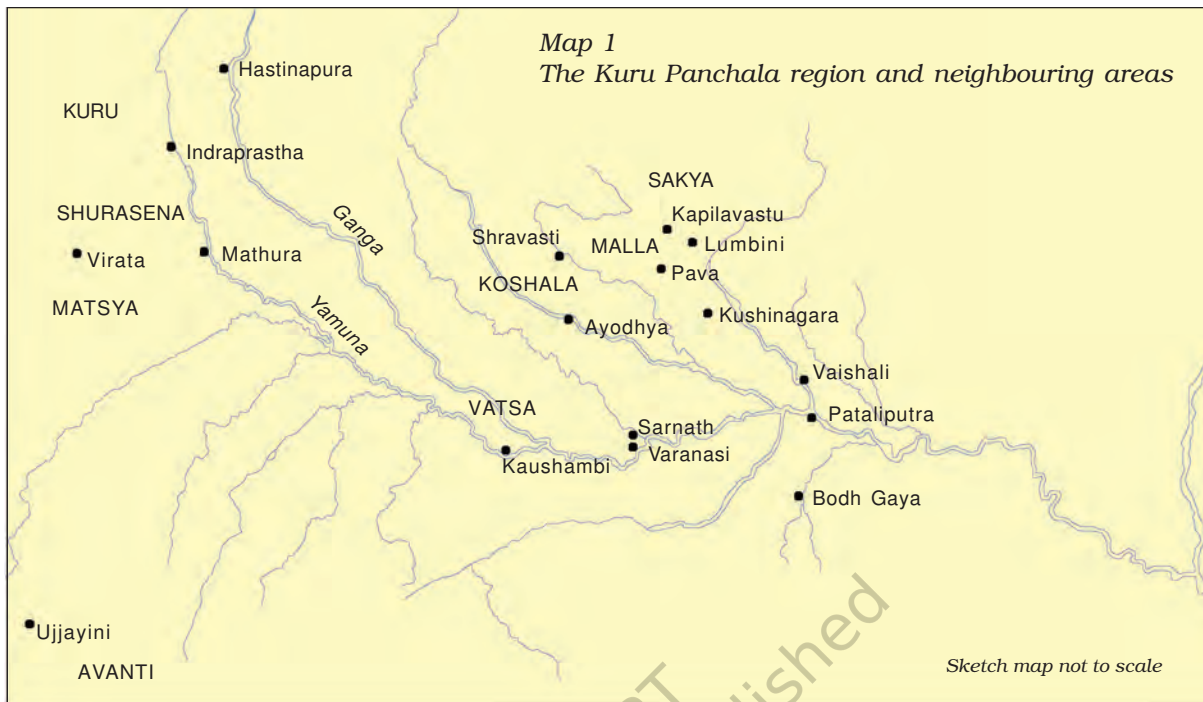 Map 1
The Kuru Panchala region and neighbouring areas
Hastinapura
KURU
Indraprastha
SAKYA
Kapilavastu
SHURASENA
Ganga
Shravasti
MALLA
Lumbini
Virata
Mathura
Pava
KOSHALA
MATSYA
Yamuna
Ayodhya
Kushinagara
Vaishali
VATSA
Pataliputra
Sarnath
Kaushambi
Varanasi
Bodh Gaya
Ujjayini
AVANTI
Sketch map not to scale